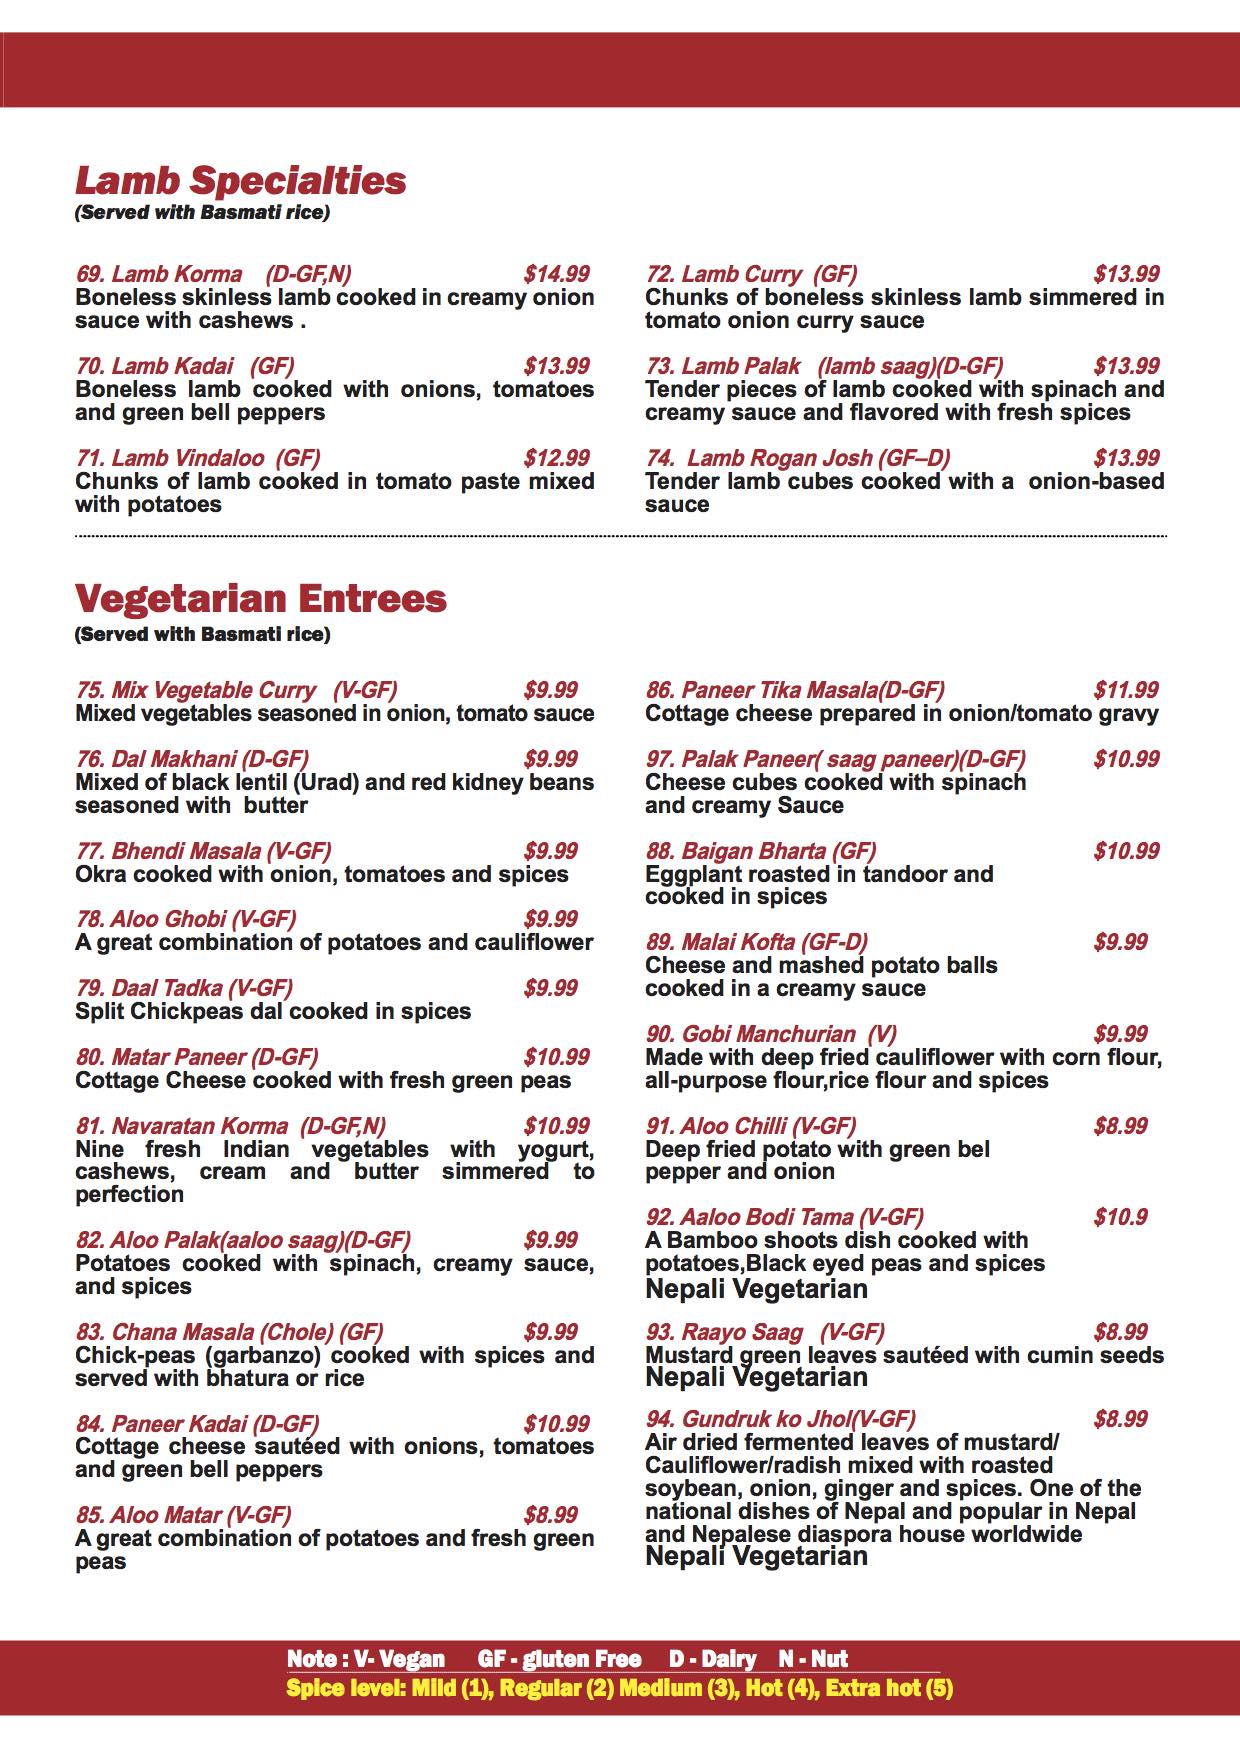 Lamb Specialties
(Served with Basmati rice)
69. Lamb Korma (D-GF,N) $14.99
Boneless skinless lamb cooked in creamy onion
sauce with cashews .
70. Lamb Kadai (GF) $13.99
Boneless lamb cooked with onions, tomatoes
and green bell peppers
71. Lamb Vindaloo (GF) $12.99
Chunks of lamb cooked in tomato paste mixed
with potatoes
72. Lamb Curry (GF) $13.99
Chunks of boneless skinless lamb simmered in
tomato onion curry sauce
73. Lamb Palak (lamb saag)(D-GF) $13.99
Tender pieces of lamb cooked with spinach and
creamy sauce and flavored with fresh spices
74. Lamb Rogan Josh (GF–D) $13.99
Tender lamb cubes cooked with a onion-based
sauce
Vegetarian Entrees
(Served with Basmati rice)
75. Mix Vegetable Curry (V-GF) $9.99
Mixed vegetables seasoned in onion, tomato sauce
76. Dal Makhani (D-GF) $9.99
Mixed of black lentil (Urad) and red kidney beans
seasoned with butter
77. Bhendi Masala (V-GF) $9.99
Okra cooked with onion, tomatoes and spices
78. Aloo Ghobi (V-GF) $9.99
A great combination of potatoes and cauliflower
79. Daal Tadka (V-GF) $9.99
Split Chickpeas dal cooked in spices
80. Matar Paneer (D-GF) $10.99
Cottage Cheese cooked with fresh green peas
81. Navaratan Korma (D-GF,N) $10.99
Nine fresh Indian vegetables with yogurt,
cashews, cream and butter simmered to
perfection
82. Aloo Palak(aaloo saag)(D-GF) $9.99
Potatoes cooked with spinach, creamy sauce,
and spices
83. Chana Masala (Chole) (GF) $9.99
Chick-peas (garbanzo) cooked with spices and
served with bhatura or rice
84. Paneer Kadai (D-GF) $10.99
Cottage cheese sautéed with onions, tomatoes
and green bell peppers
85. Aloo Matar (V-GF) $8.99
A great combination of potatoes and fresh green
peas
86. Paneer Tika Masala(D-GF) $11.99
Cottage cheese prepared in onion/tomato gravy
97. Palak Paneer( saag paneer)(D-GF) $10.99
Cheese cubes cooked with spinach
and creamy Sauce
88. Baigan Bharta (GF) $10.99
Eggplant roasted in tandoor and
cooked in spices
89. Malai Kofta (GF-D) $9.99
Cheese and mashed potato balls
cooked in a creamy sauce
90. Gobi Manchurian (V) $9.99
Made with deep fried cauliflower with corn flour,
all-purpose flour,rice flour and spices
91. Aloo Chilli (V-GF) $8.99
Deep fried potato with green bel
pepper and onion
92. Aaloo Bodi Tama (V-GF) $10.9
A Bamboo shoots dish cooked with
potatoes,Black eyed peas and spices
Nepali Vegetarian
93. Raayo Saag (V-GF) $8.99
Mustard green leaves sautéed with cumin seeds
Nepali Vegetarian
94. Gundruk ko Jhol(V-GF) $8.99
Air dried fermented leaves of mustard/
Cauliflower/radish mixed with roasted
soybean, onion, ginger and spices. One of the
national dishes of Nepal and popular in Nepal
and Nepalese diaspora house worldwide
Nepali Vegetarian
Note : V- Vegan GF - gluten Free D - Dairy N - Nut
Spice level: Mild (1), Regular (2) Medium (3), Hot (4), Extra hot (5)